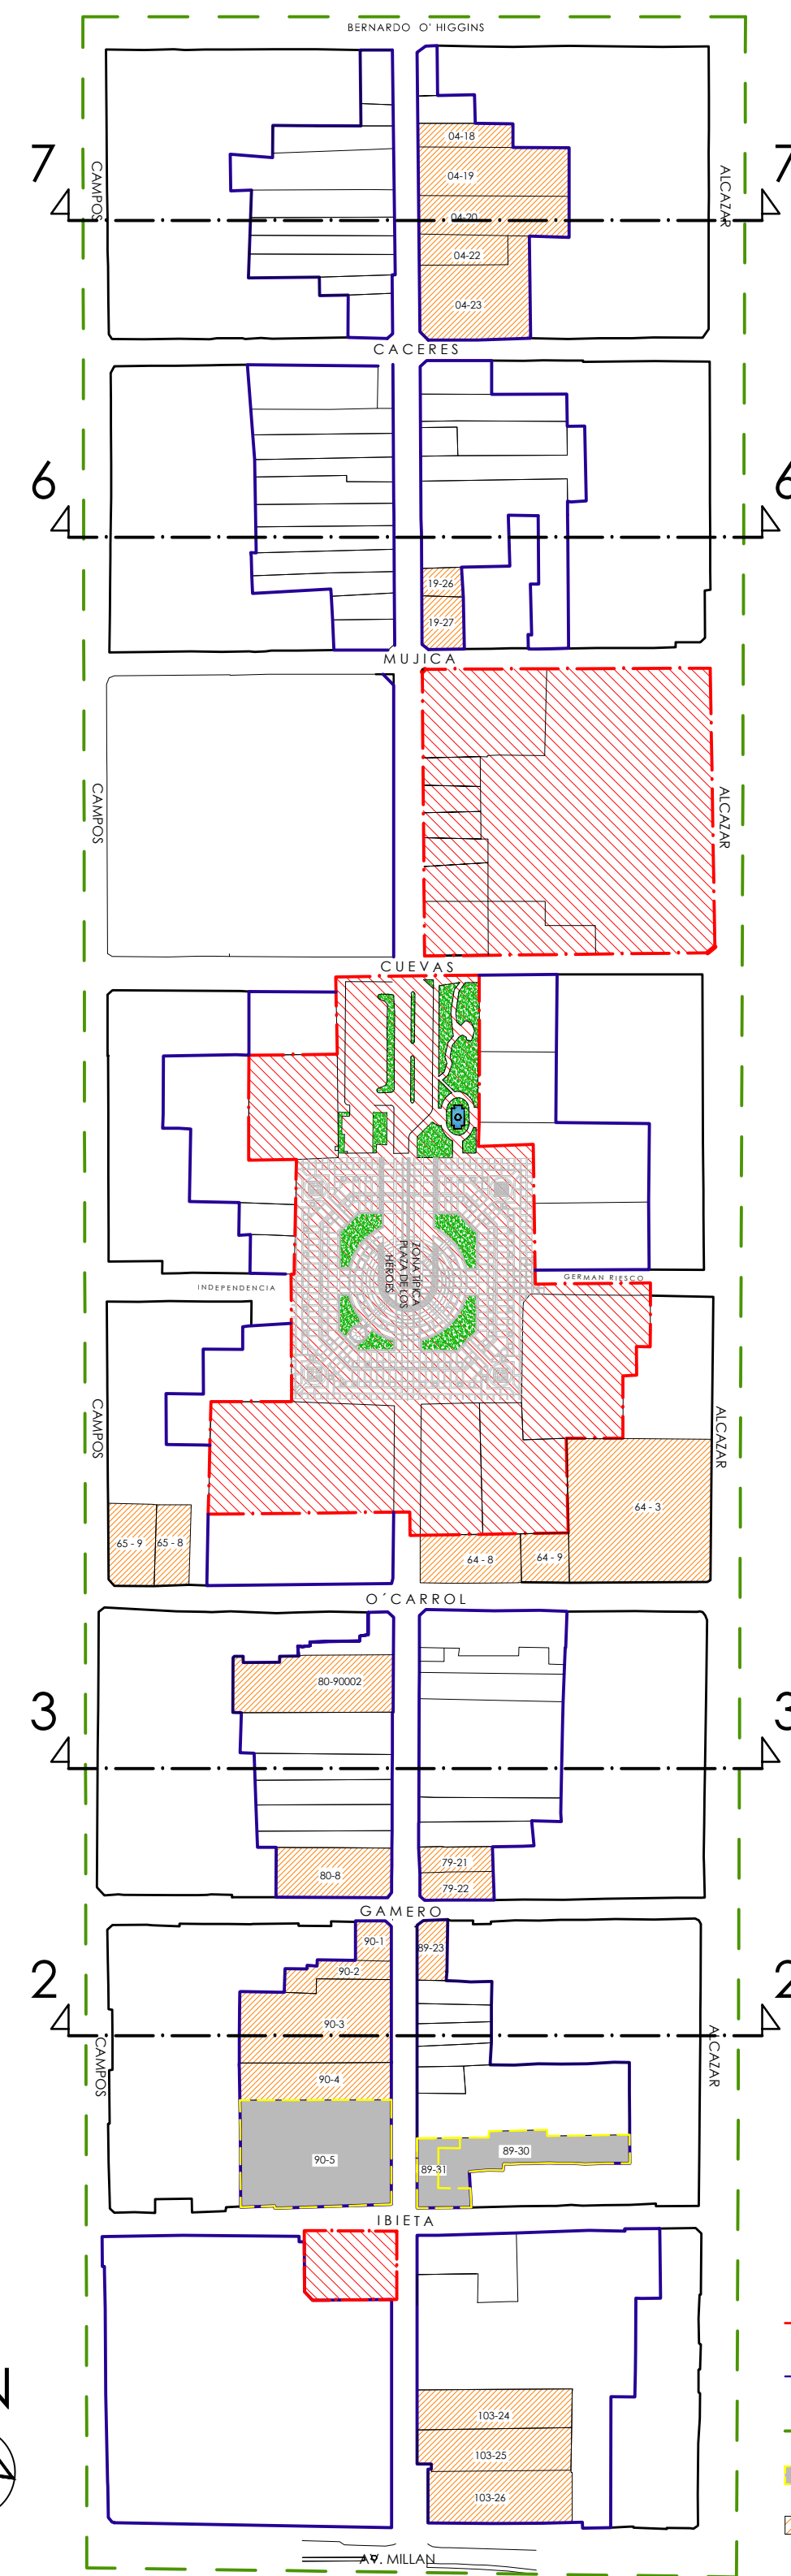 BERNARDO O' HIGGINS
7
7
CAMPOS
ALCAZAR
04-18
04-19
04-20
04-22
04-23
CACERES
6
6
19-26
19-27
MUJICA
CAMPOS
ALCAZAR
CUEVAS
ZONA TIPICA
PLAZA DE LOS
HEROES
INDEPENDENCIA
GERMAN RIESCO
CAMPOS
ALCAZAR
64 - 3
65 - 9
65 - 8
64 - 8
64 - 9
O´CARROL
80-90002
3
3
79-21
80-8
79-22
GAMERO
90-1
89-23
90-2
2
2
90-3
CAMPOS
ALCAZAR
90-4
89-30
90-5
89-31
IBIETA
N
103-24
103-25
103-26
AV. MILLAN